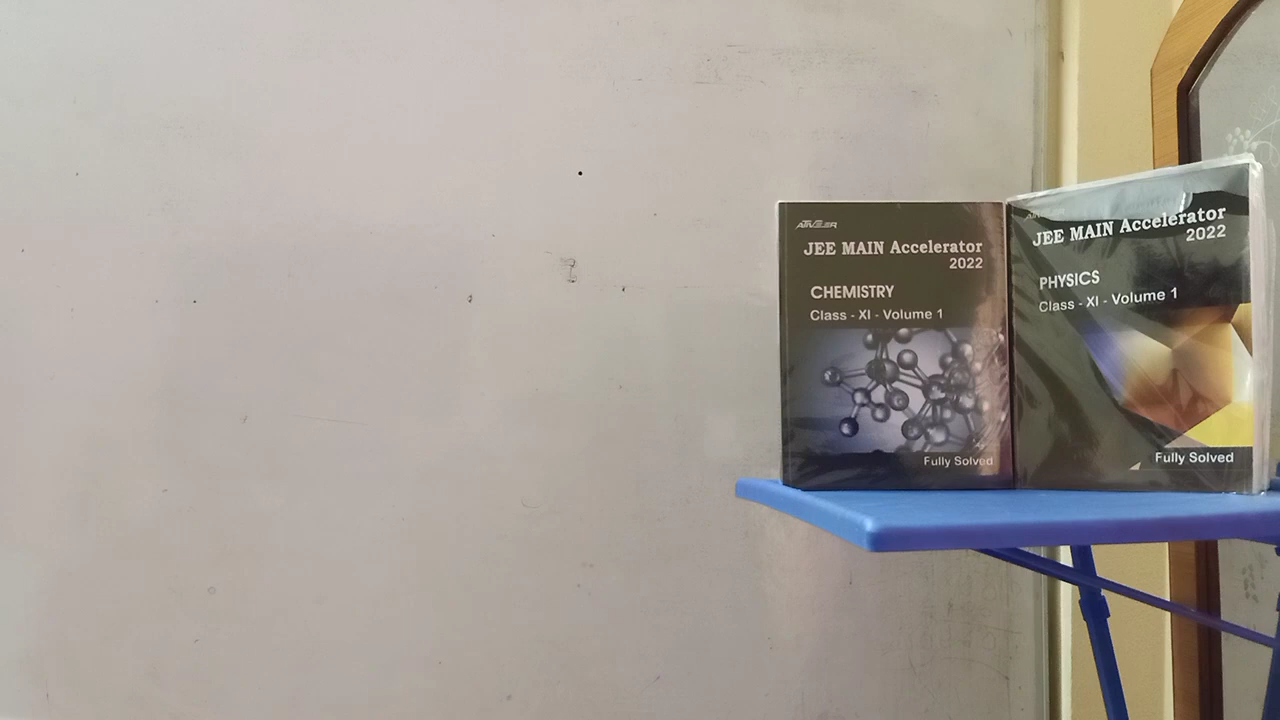 JEE MAIN Accelerator
2022
CHEMISTRY
Class - XI - Volume 1
Fully Solved
JEE MAIN Accelerator
2022
PHYSICS
Class - XI - Volume 1
Fully Solved